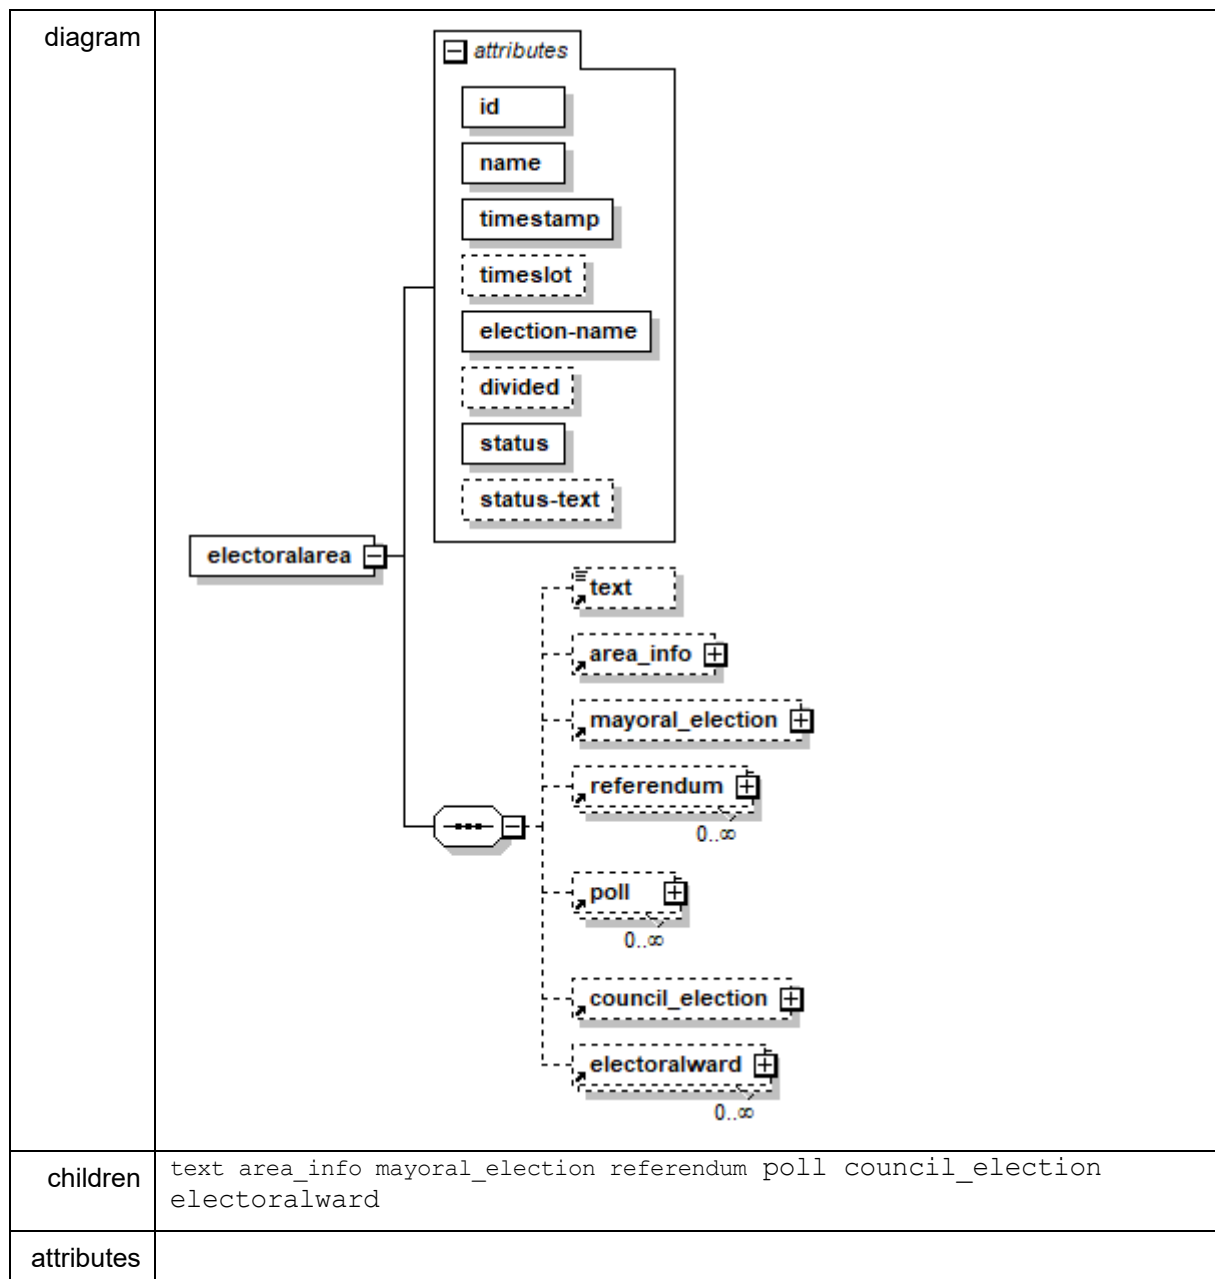 diagram
attributes
id
name
timestamp
timeslot
election-name
divided
status
status-text
electoralarea
text
area_info
mayoral_election
referendum
0..∞
poll
0..∞
council_election
electoralward
0..∞
children
text area_info mayoral_election referendum poll council_election
electoralward
attributes